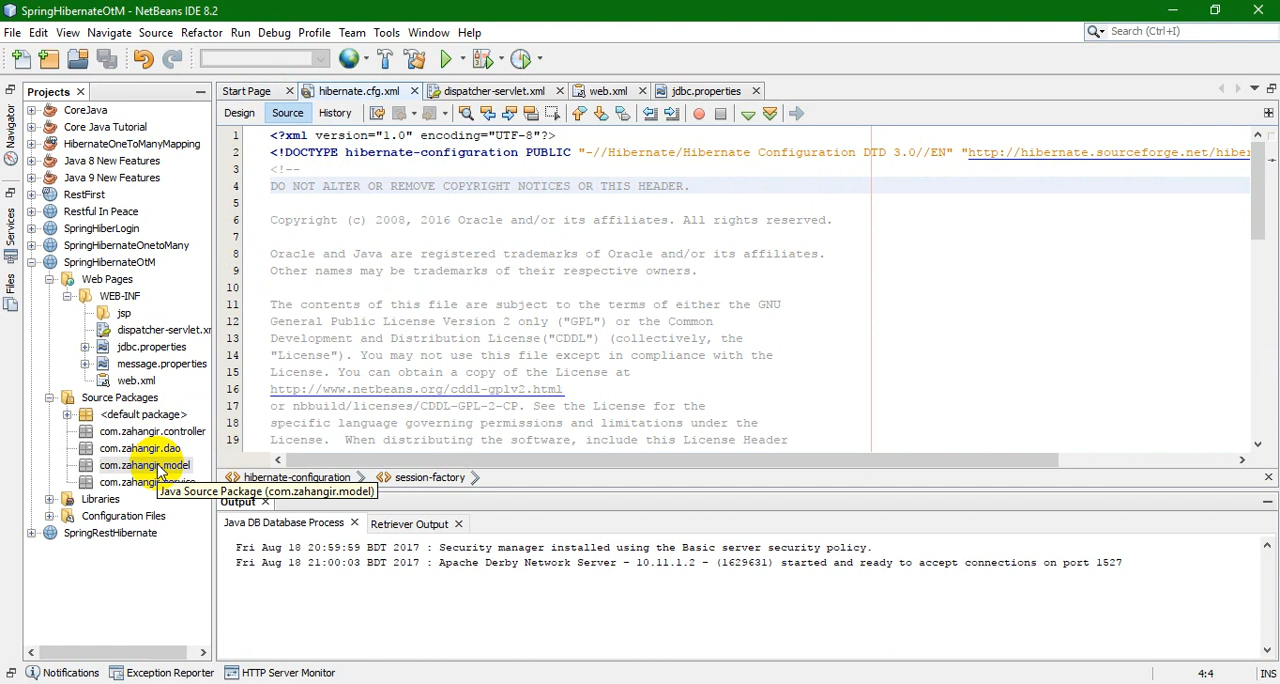 SpringHibernateOtM - NetBeans IDE 8.2
File Edit View Navigate Source Refactor Run Debug Profile Team Tools Window Help
Search (Ctrl+I)
Projects
Start Page
hibernate.cfg.xml
dispatcher-servlet.xml
web.xml
jdbc.properties
Design Source History
Navigator
Services
Files
CoreJava
Core Java Tutorial
HibernateOneToManyMapping
Java 8 New Features
Java 9 New Features
RestFirst
Restful In Peace
SpringHiberLogin
SpringHibernateOnetoMany
SpringHibernateOtM
Web Pages
WEB-INF
jsp
dispatcher-servlet.xr
jdbc.properties
message.properties
web.xml
Source Packages
<default package>
com.zahangir.controller
com.zahangir.dao
com.zahangir.model
com.zahangir.service
Libraries
Configuration Files
SpringRestHibernate
1 <?xml version="1.0" encoding="UTF-8"?>
2 <!DOCTYPE hibernate-configuration PUBLIC "-//Hibernate/Hibernate Configuration DTD 3.0//EN" "http://hibernate.sourceforge.net/hiber
3 <!--
4 DO NOT ALTER OR REMOVE COPYRIGHT NOTICES OR THIS HEADER.
5
6 Copyright (c) 2008, 2016 Oracle and/or its affiliates. All rights reserved.
7
8 Oracle and Java are registered trademarks of Oracle and/or its affiliates.
9 Other names may be trademarks of their respective owners.
10
11 The contents of this file are subject to the terms of either the GNU
12 General Public License Version 2 only ("GPL") or the Common
13 Development and Distribution License("CDDL") (collectively, the
14 "License"). You may not use this file except in compliance with the
15 License. You can obtain a copy of the License at
16 http://www.netbeans.org/cddl-gplv2.html
17 or nbbuild/licenses/CDDL-GPL-2-CP. See the License for the
18 specific language governing permissions and limitations under the
19 License.  When distributing the software, include this License Header
hibernate-configuration session-factory
Java Source Package (com.zahangir.model)
Output
Java DB Database Process
Retriever Output
Fri Aug 18 20:59:59 BDT 2017 : Security manager installed using the Basic server security policy.
Fri Aug 18 21:00:03 BDT 2017 : Apache Derby Network Server - 10.11.1.2 - (1629631) started and ready to accept connections on port 1527
Notifications Exception Reporter HTTP Server Monitor
4:4 INS